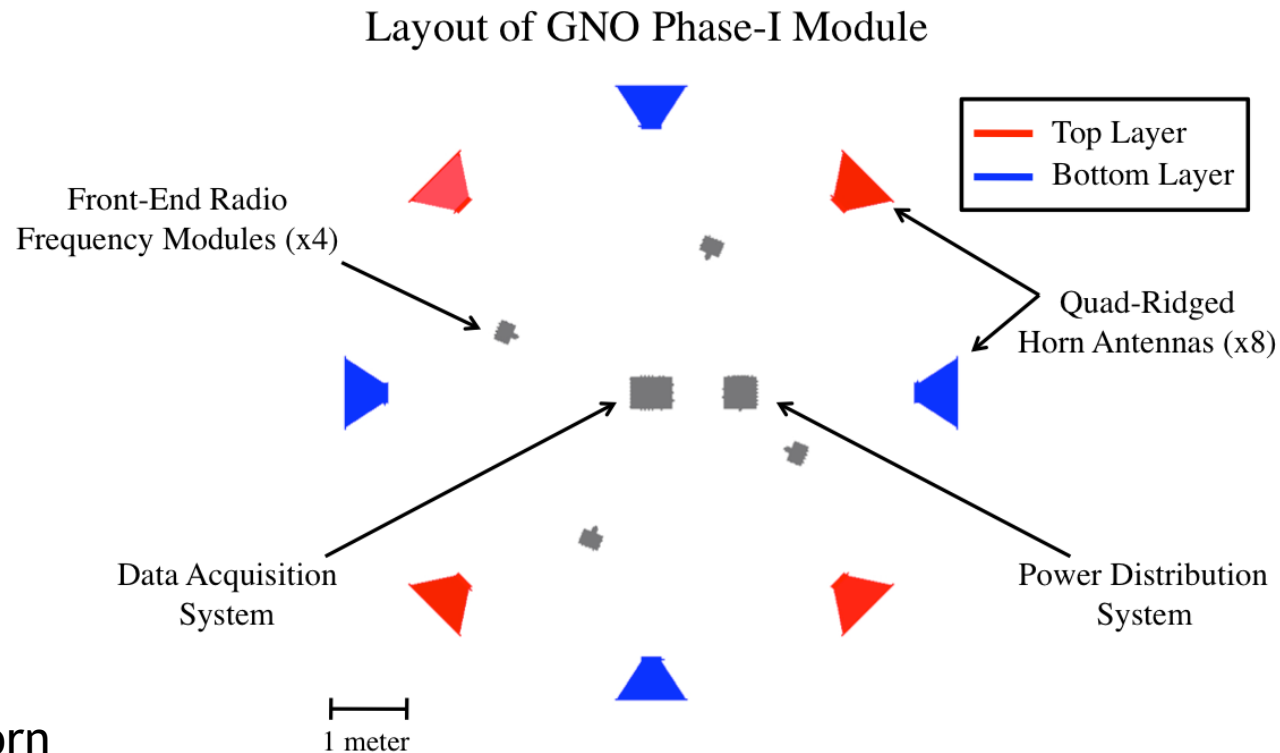 Layout of GNO Phase-I Module
Top Layer
Bottom Layer
Front-End Radio
Frequency Modules (x4)
Quad-Ridged
Horn Antennas (x8)
Data Acquisition
System
Power Distribution
System
1 meter